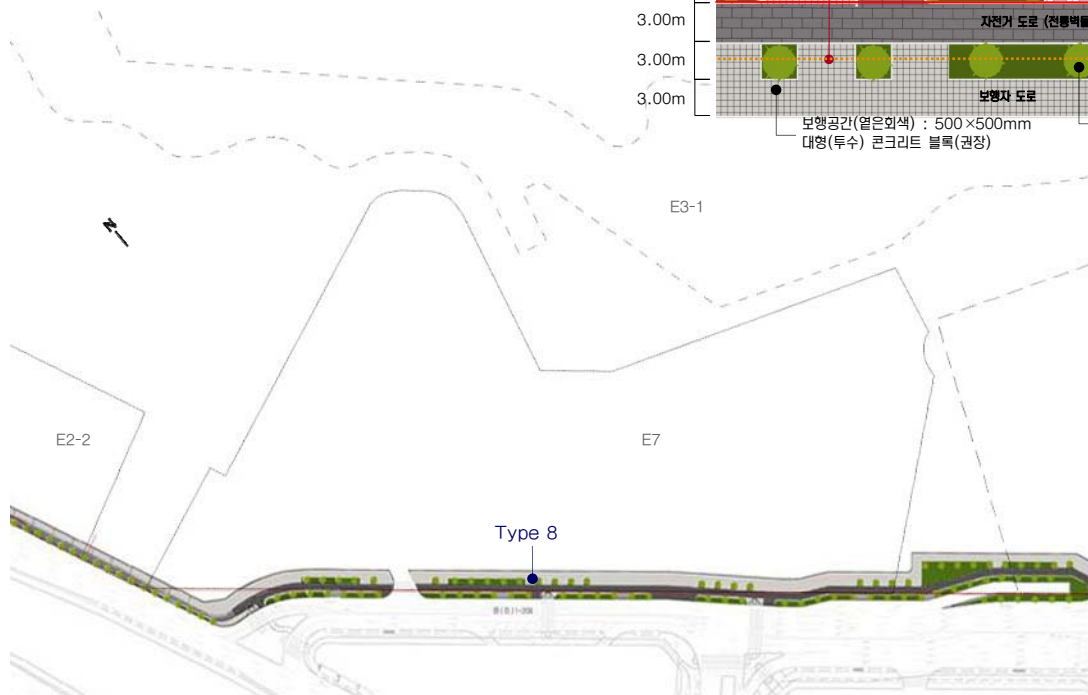 3.00m
자전거 도로 (전통벽돌
3.00m
3.00m
보행자 도로
보행공간(옅은회색) : 500×500mm
대형(투수) 콘크리트 블록(권장)
E3-1
N
E2-2
E7
Type 8